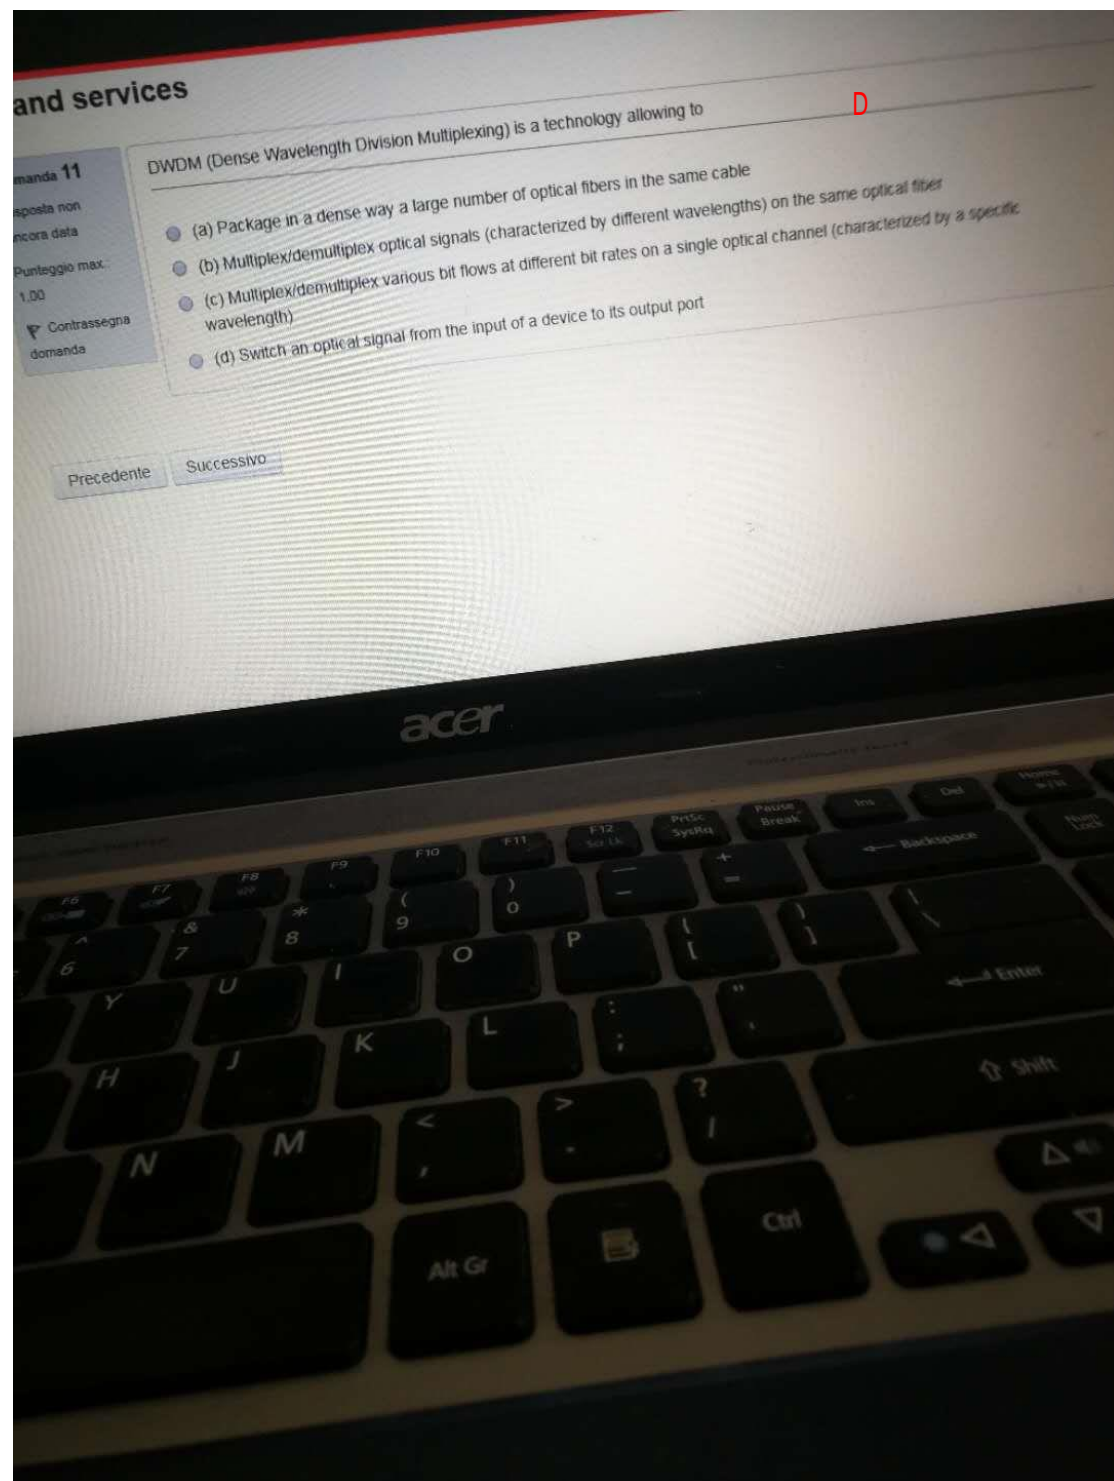 and services
manda 11
sposta non
ncora data
Punteggio max.:
1.00
Contrassegna
domanda
DWDM (Dense Wavelength Division Multiplexing) is a technology allowing to
D
(a) Package in a dense way a large number of optical fibers in the same cable
(b) Multiplex/demultiplex optical signals (characterized by different wavelengths) on the same optical fiber
(c) Multiplex/demultiplex various bit flows at different bit rates on a single optical channel (characterized by a specific
wavelength)
(d) Switch an optical signal from the input of a device to its output port
Precedente Successivo
acer
F6 F7 F8 F9 F10 F11 F12 Scr Lk PrtSc SysRq Pause Break Ins Del Home
^ 6 & 7 * 8 ( 9 ) 0 _ - + = Backspace Num Lock
Y U I O P { [ } ] | \
H J K L : ; " ' Enter
N M < , > . ? / Shift
Alt Gr Ctrl